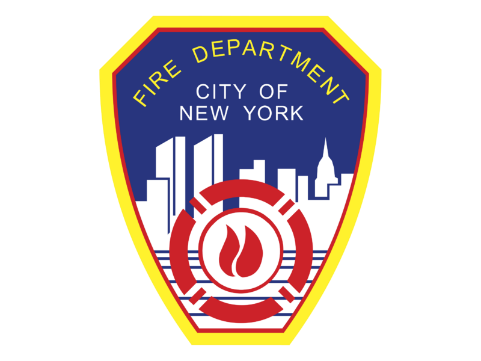 FIRE DEPARTMENT
CITY OF
NEW YORK